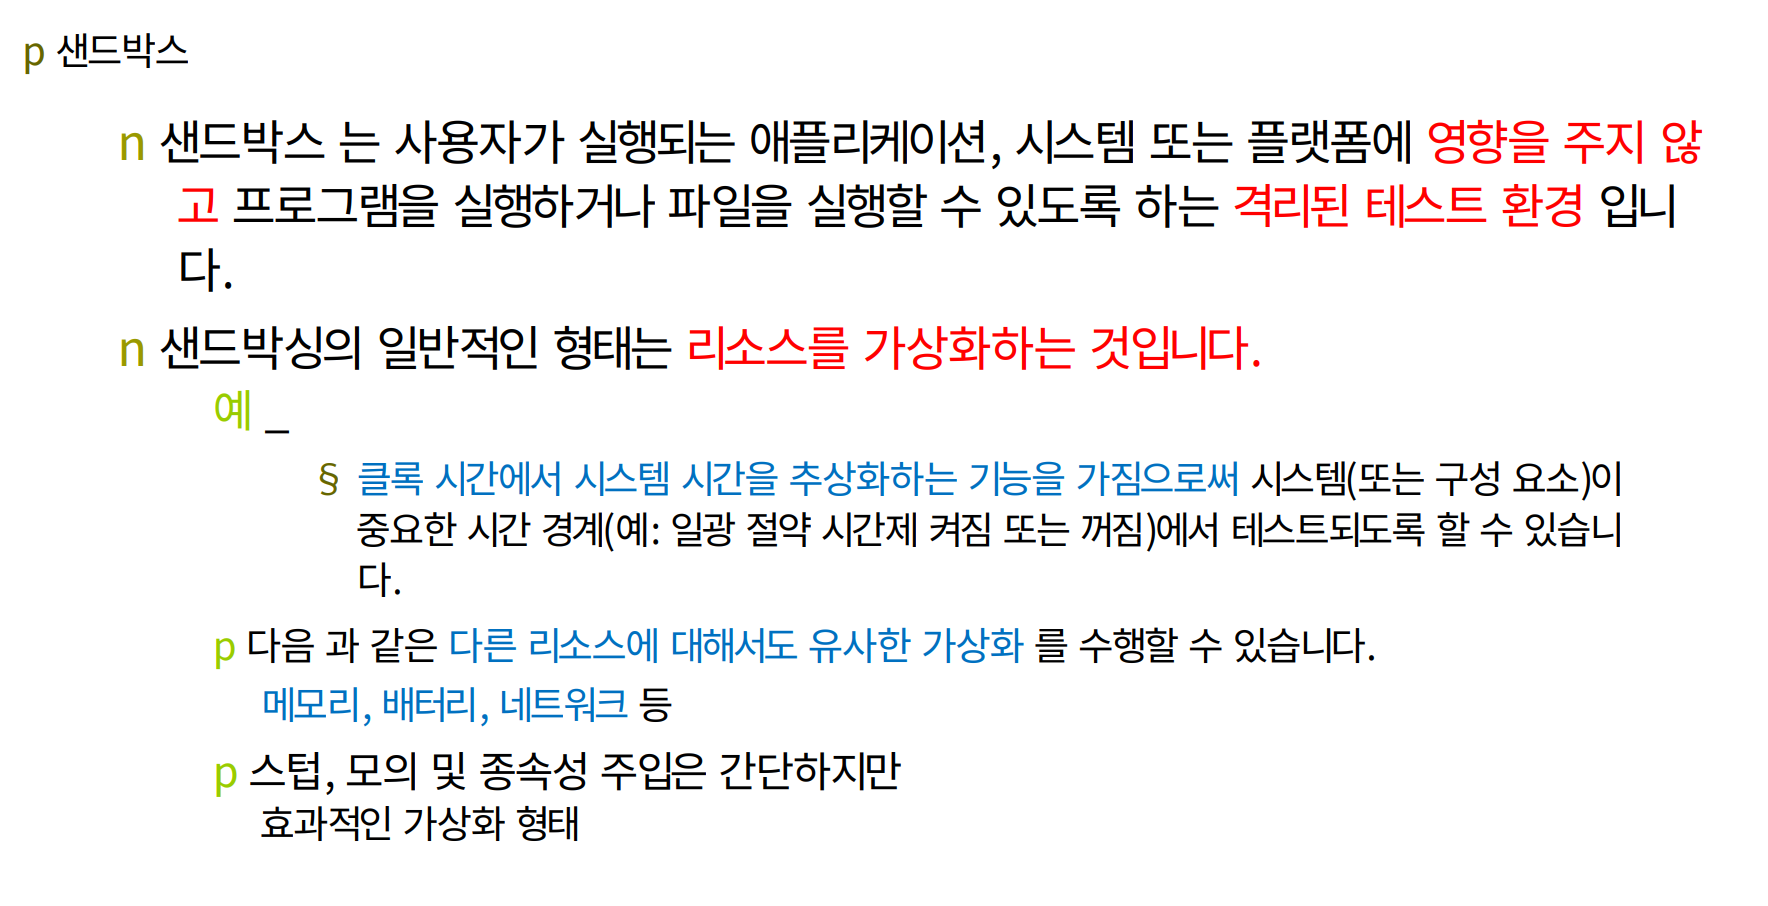 p 샌드박스
n 샌드박스 는 사용자가 실행되는 애플리케이션, 시스템 또는 플랫폼에 영향을 주지 않
고 프로그램을 실행하거나 파일을 실행할 수 있도록 하는 격리된 테스트 환경 입니
다.
n 샌드박싱의 일반적인 형태는 리소스를 가상화하는 것입니다.
예 _
§ 클록 시간에서 시스템 시간을 추상화하는 기능을 가짐으로써 시스템(또는 구성 요소)이
중요한 시간 경계(예: 일광 절약 시간제 켜짐 또는 꺼짐)에서 테스트되도록 할 수 있습니
다.
p 다음 과 같은 다른 리소스에 대해서도 유사한 가상화 를 수행할 수 있습니다.
메모리, 배터리, 네트워크 등
p 스텁, 모의 및 종속성 주입은 간단하지만
효과적인 가상화 형태